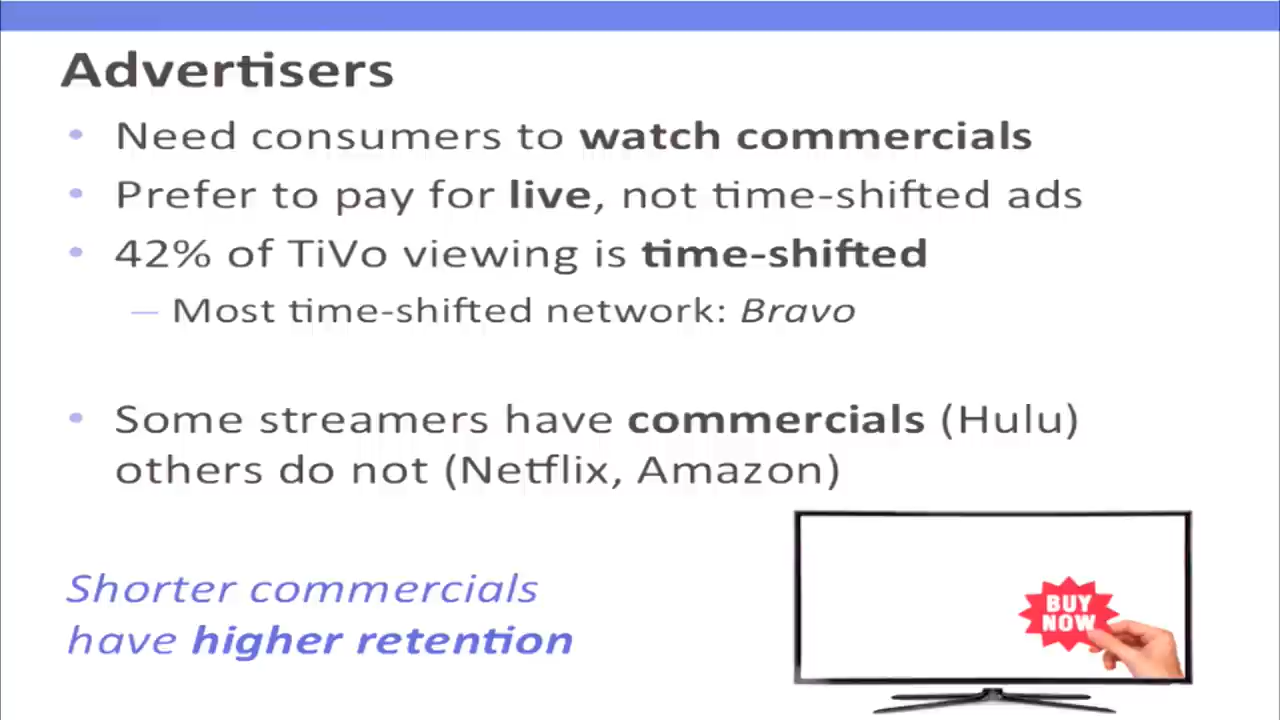 Advertisers
• Need consumers to watch commercials
• Prefer to pay for live, not time-shifted ads
• 42% of TiVo viewing is time-shifted
– Most time-shifted network: Bravo
• Some streamers have commercials (Hulu)
others do not (Netflix, Amazon)
Shorter commercials
have higher retention
BUY
NOW